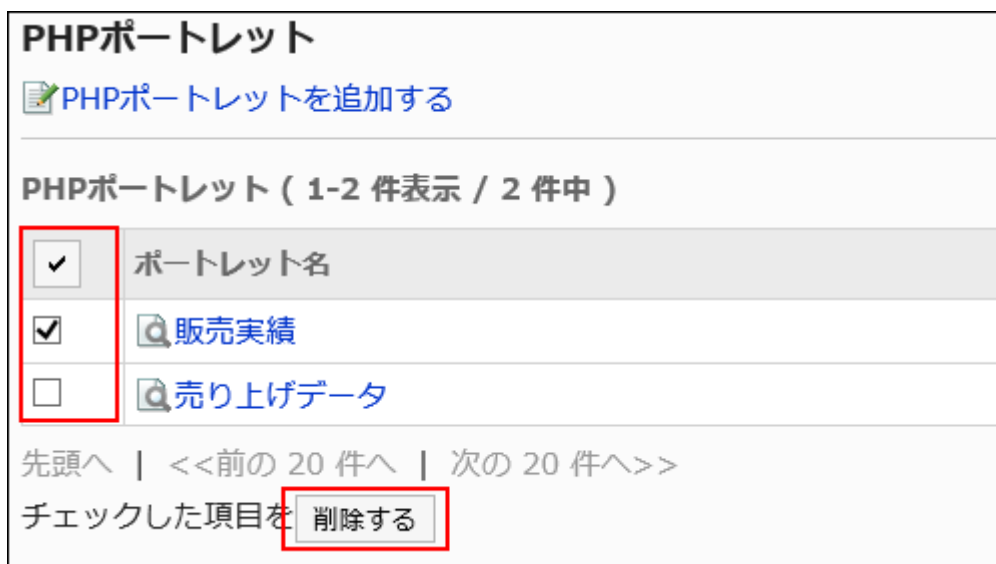 PHPポートレット
PHPポートレットを追加する
PHPポートレット ( 1-2 件表示 / 2 件中 )
ポートレット名
販売実績
売り上げデータ
先頭へ | <<前の 20 件へ | 次の 20 件へ>>
チェックした項目を 削除する